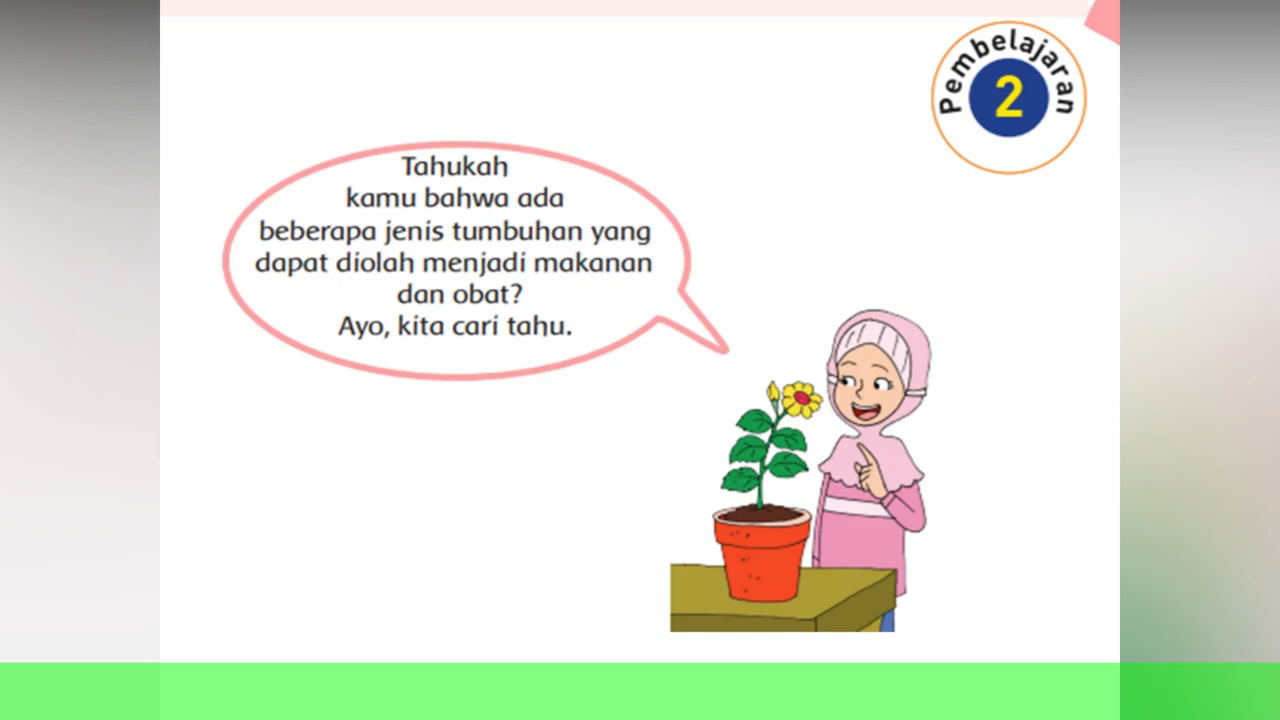 Pembelajaran
2
Tahukah
kamu bahwa ada
beberapa jenis tumbuhan yang
dapat diolah menjadi makanan
dan obat?
Ayo, kita cari tahu.